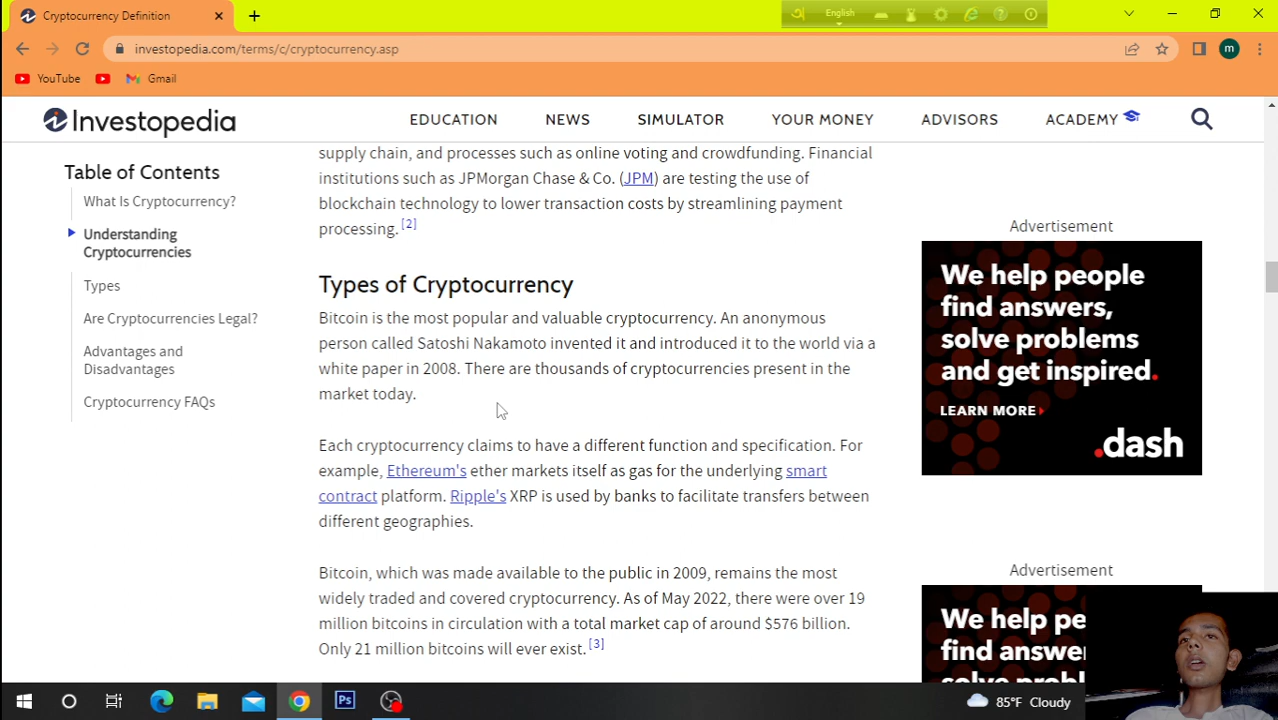 Cryptocurrency Definition
English
investopedia.com/terms/c/cryptocurrency.asp
m
YouTube
Gmail
Investopedia
EDUCATION
NEWS
SIMULATOR
YOUR MONEY
ADVISORS
ACADEMY
Table of Contents
What Is Cryptocurrency?
Understanding
Cryptocurrencies
Types
Are Cryptocurrencies Legal?
Advantages and
Disadvantages
Cryptocurrency FAQs
supply chain, and processes such as online voting and crowdfunding. Financial
institutions such as JPMorgan Chase & Co. (JPM) are testing the use of
blockchain technology to lower transaction costs by streamlining payment
processing. [2]
Types of Cryptocurrency
Bitcoin is the most popular and valuable cryptocurrency. An anonymous
person called Satoshi Nakamoto invented it and introduced it to the world via a
white paper in 2008. There are thousands of cryptocurrencies present in the
market today.
Each cryptocurrency claims to have a different function and specification. For
example, Ethereum's ether markets itself as gas for the underlying smart
contract platform. Ripple's XRP is used by banks to facilitate transfers between
different geographies.
Bitcoin, which was made available to the public in 2009, remains the most
widely traded and covered cryptocurrency. As of May 2022, there were over 19
million bitcoins in circulation with a total market cap of around $576 billion.
Only 21 million bitcoins will ever exist. [3]
Advertisement
We help people
find answers,
solve problems
and get inspired.
LEARN MORE
.dash
Advertisement
We help pe
find answe
solve probl
Ps
85°F Cloudy